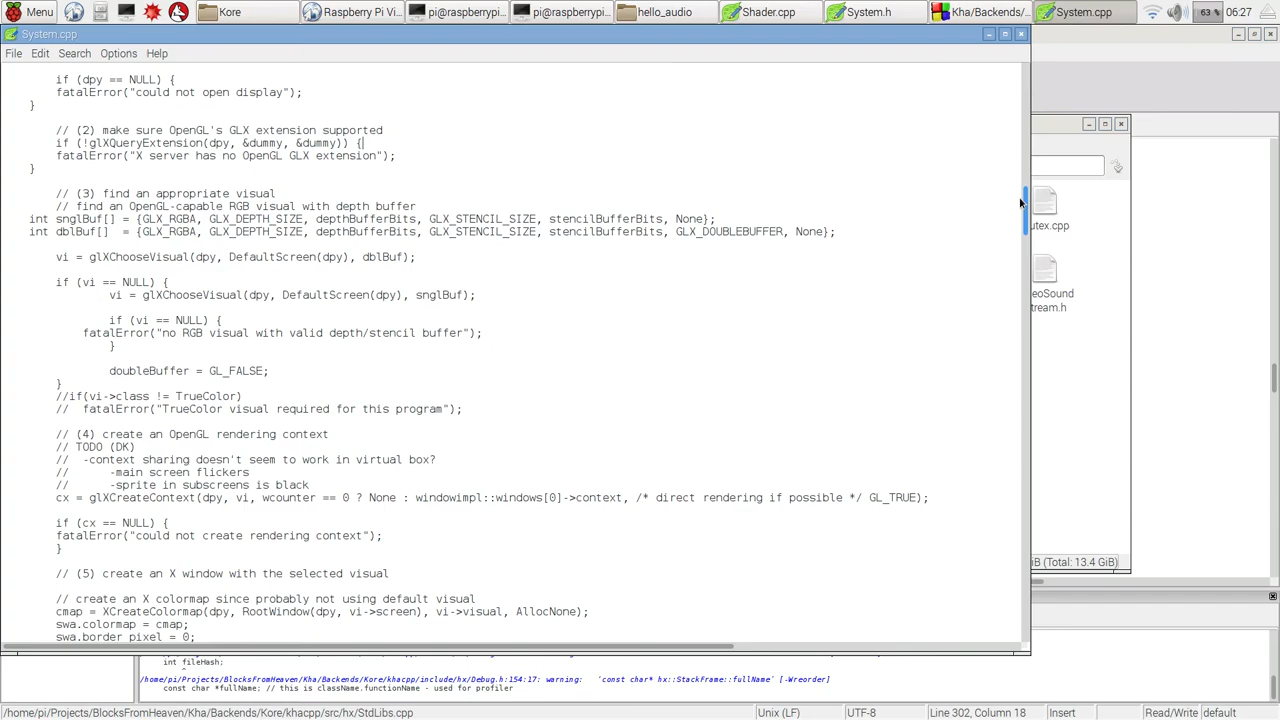 Menu
Kore
Raspberry Pi Vi...
pi@raspberrypi...
pi@raspberrypi...
hello_audio
Shader.cpp
System.h
Kha/Backends/...
System.cpp
63 %
06:27
System.cpp
File Edit Search Options Help
if (dpy == NULL) {
fatalError("could not open display");
}
// (2) make sure OpenGL's GLX extension supported
if (!glXQueryExtension(dpy, &dummy, &dummy)) {
fatalError("X server has no OpenGL GLX extension");
}
// (3) find an appropriate visual
// find an OpenGL-capable RGB visual with depth buffer
int snglBuf[] = {GLX_RGBA, GLX_DEPTH_SIZE, depthBufferBits, GLX_STENCIL_SIZE, stencilBufferBits, None};
int dblBuf[]  = {GLX_RGBA, GLX_DEPTH_SIZE, depthBufferBits, GLX_STENCIL_SIZE, stencilBufferBits, GLX_DOUBLEBUFFER, None};
vi = glXChooseVisual(dpy, DefaultScreen(dpy), dblBuf);
if (vi == NULL) {
vi = glXChooseVisual(dpy, DefaultScreen(dpy), snglBuf);
if (vi == NULL) {
fatalError("no RGB visual with valid depth/stencil buffer");
}
doubleBuffer = GL_FALSE;
}
//if(vi->class != TrueColor)
//  fatalError("TrueColor visual required for this program");
// (4) create an OpenGL rendering context
// TODO (DK)
//  -context sharing doesn't seem to work in virtual box?
//      -main screen flickers
//      -sprite in subscreens is black
cx = glXCreateContext(dpy, vi, wcounter == 0 ? None : windowimpl::windows[0]->context, /* direct rendering if possible */ GL_TRUE);
if (cx == NULL) {
fatalError("could not create rendering context");
}
// (5) create an X window with the selected visual
// create an X colormap since probably not using default visual
cmap = XCreateColormap(dpy, RootWindow(dpy, vi->screen), vi->visual, AllocNone);
swa.colormap = cmap;
swa.border_pixel = 0;
utex.cpp
eoSound
tream.h
iB (Total: 13.4 GiB)
int fileHash;
^
/home/pi/Projects/BlocksFromHeaven/Kha/Backends/Kore/khacpp/include/hx/Debug.h:154:17: warning:   'const char* hx::StackFrame::fullName' [-Wreorder]
const char *fullName; // this is className.functionName - used for profiler
/home/pi/Projects/BlocksFromHeaven/Kha/Backends/Kore/khacpp/src/hx/StdLibs.cpp
Unix (LF)
UTF-8
Line 302, Column 18
Insert
Read/Write
default